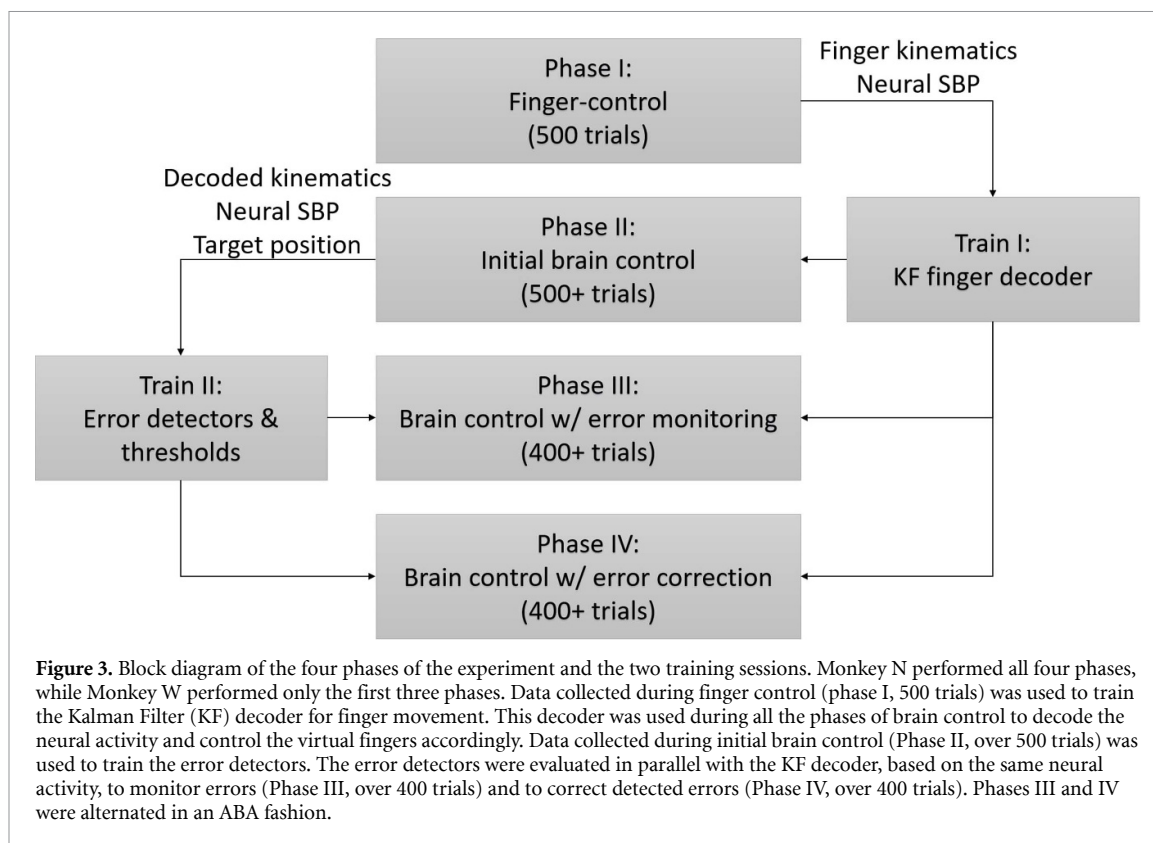 Phase I:
Finger-control
(500 trials)
Finger kinematics
Neural SBP
Decoded kinematics
Neural SBP
Target position
Phase II:
Initial brain control
(500+ trials)
Train I:
KF finger decoder
Train II:
Error detectors &
thresholds
Phase III:
Brain control w/ error monitoring
(400+ trials)
Phase IV:
Brain control w/ error correction
(400+ trials)
Figure 3. Block diagram of the four phases of the experiment and the two training sessions. Monkey N performed all four phases,
while Monkey W performed only the first three phases. Data collected during finger control (phase I, 500 trials) was used to train
the Kalman Filter (KF) decoder for finger movement. This decoder was used during all the phases of brain control to decode the
neural activity and control the virtual fingers accordingly. Data collected during initial brain control (Phase II, over 500 trials) was
used to train the error detectors. The error detectors were evaluated in parallel with the KF decoder, based on the same neural
activity, to monitor errors (Phase III, over 400 trials) and to correct detected errors (Phase IV, over 400 trials). Phases III and IV
were alternated in an ABA fashion.